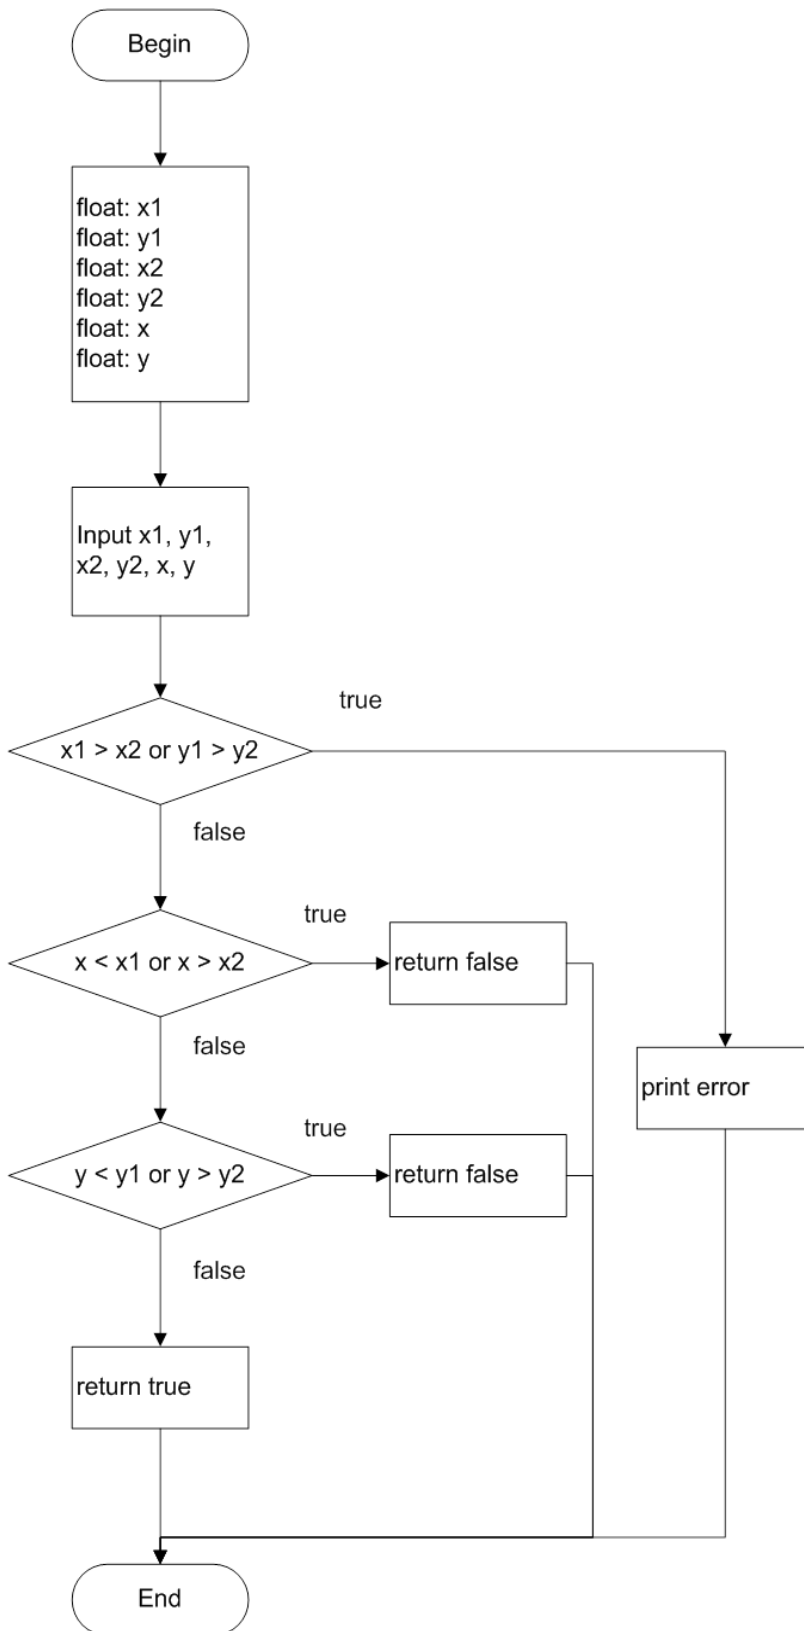 Begin
float: x1
float: y1
float: x2
float: y2
float: x
float: y
Input x1, y1,
x2, y2, x, y
true
x1 > x2 or y1 > y2
false
true
x < x1 or x > x2
return false
false
print error
true
y < y1 or y > y2
return false
false
return true
End